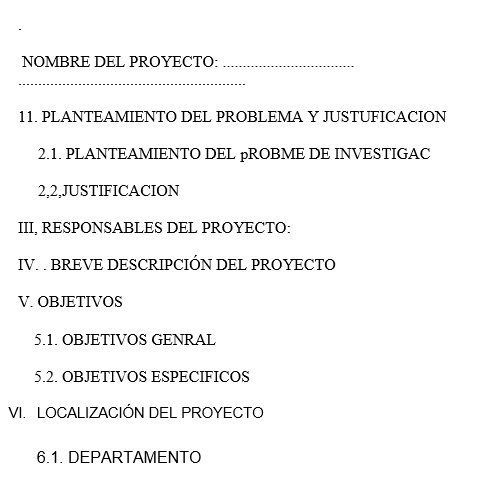 .
NOMBRE DEL PROYECTO: .................................
.........................................................
11. PLANTEAMIENTO DEL PROBLEMA Y JUSTUFICACION
2.1. PLANTEAMIENTO DEL pROBME DE INVESTIGAC
2,2,JUSTIFICACION
III, RESPONSABLES DEL PROYECTO:
IV. . BREVE DESCRIPCIÓN DEL PROYECTO
V. OBJETIVOS
5.1. OBJETIVOS GENRAL
5.2. OBJETIVOS ESPECIFICOS
VI. LOCALIZACIÓN DEL PROYECTO
6.1. DEPARTAMENTO